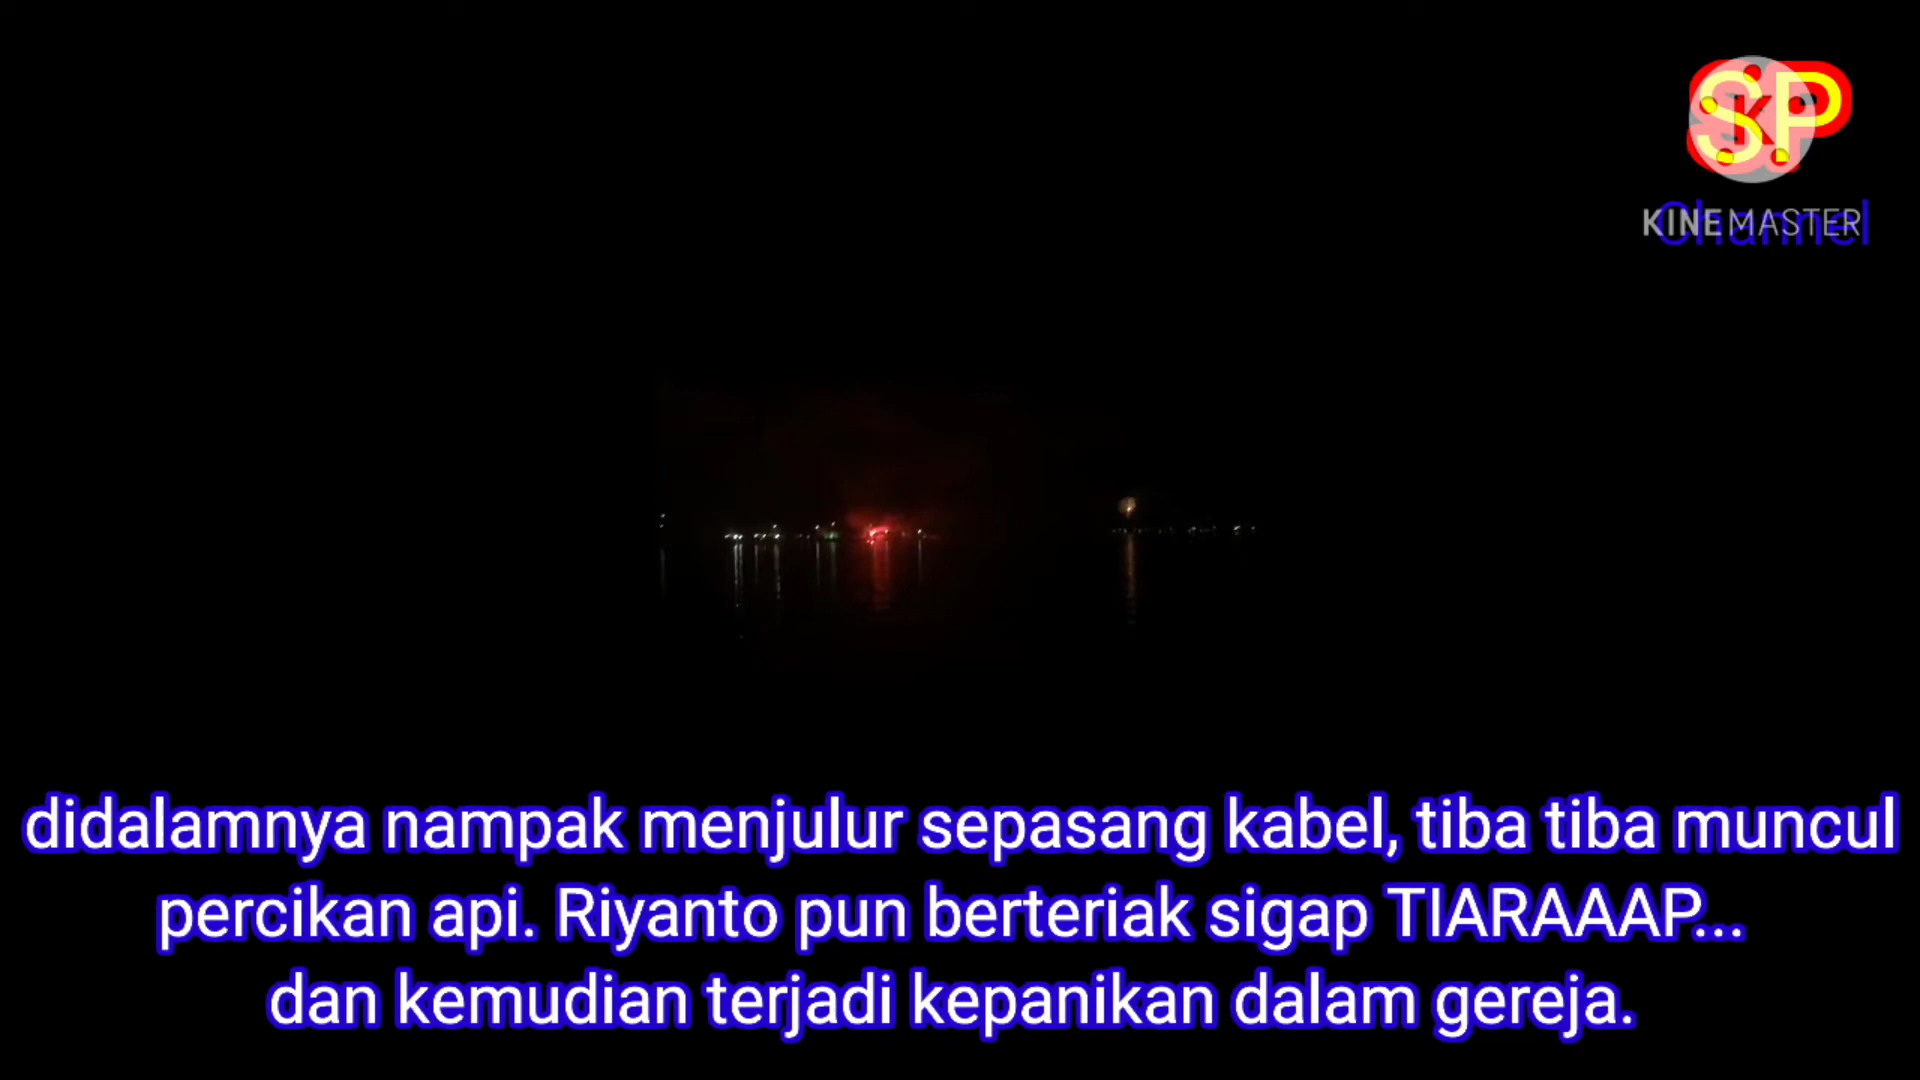 SP
K
KINEMASTER
Channel
didalamnya nampak menjulur sepasang kabel, tiba tiba muncul
percikan api. Riyanto pun berteriak sigap TIARAAAP...
dan kemudian terjadi kepanikan dalam gereja.